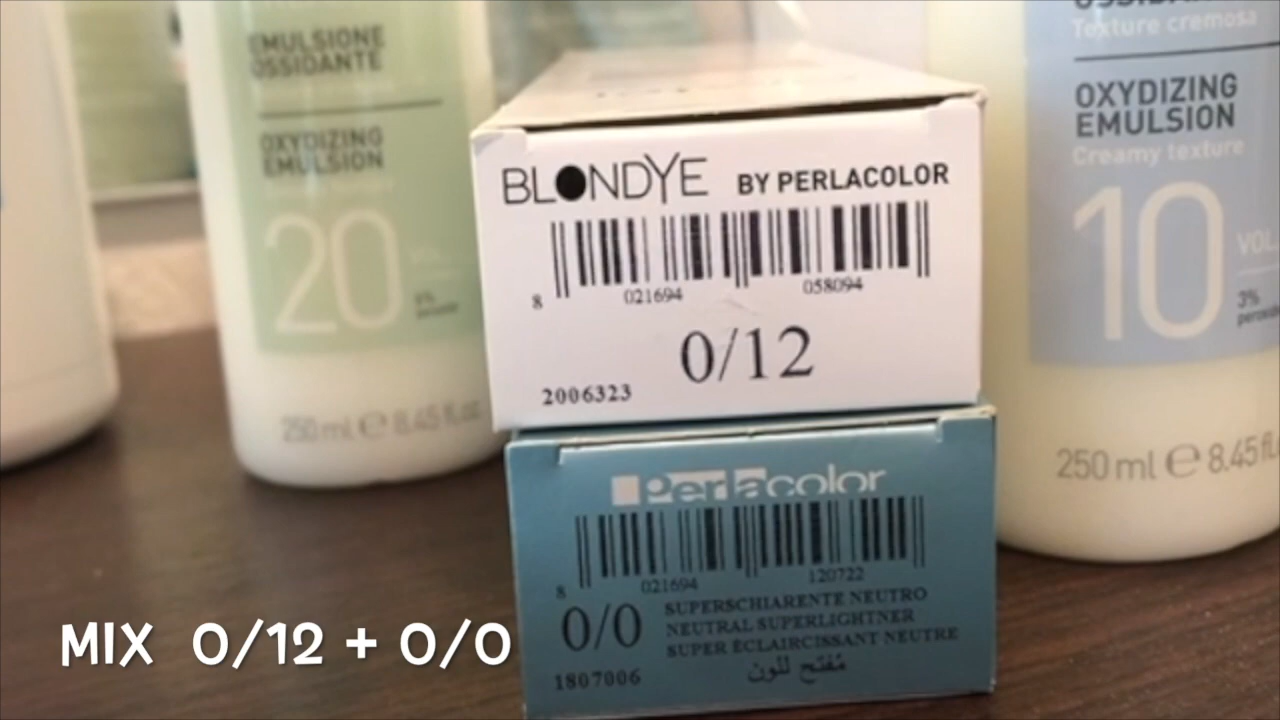 EMULSIONE
OSSIDANTE
OXYDIZING
EMULSION
20
VOL
250 ml e 8.45 fl.oz
BLONDYE BY PERLACOLOR
8 021694 058094
0/12
2006323
Perlacolor
8 021694 120722
0/0
SUPERSCHIARENTE NEUTRO
NEUTRAL SUPERLIGHTNER
SUPER ÉCLAIRCISSANT NEUTRE
مُفتح للون
1807006
Texture cremosa
OXYDIZING
EMULSION
Creamy texture
10
VOL
3%
250 ml e 8.45 fl.
MIX 0/12 + 0/0